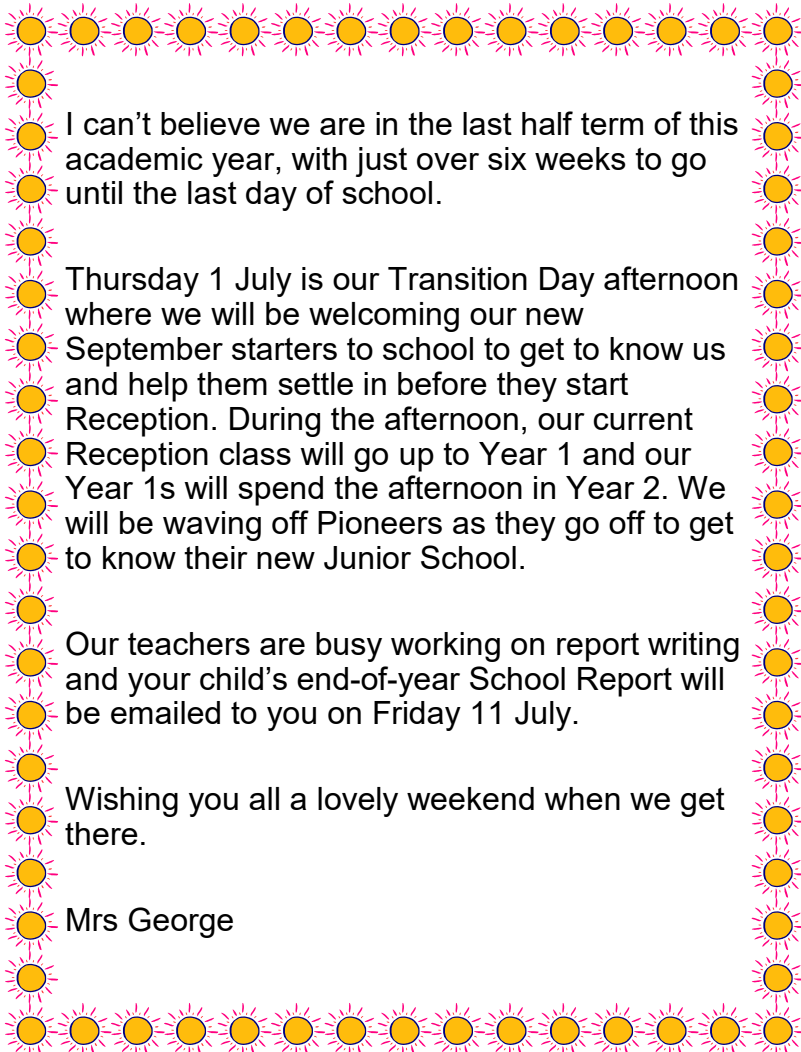 I can’t believe we are in the last half term of this
academic year, with just over six weeks to go
until the last day of school.
Thursday 1 July is our Transition Day afternoon
where we will be welcoming our new
September starters to school to get to know us
and help them settle in before they start
Reception. During the afternoon, our current
Reception class will go up to Year 1 and our
Year 1s will spend the afternoon in Year 2. We
will be waving off Pioneers as they go off to get
to know their new Junior School.
Our teachers are busy working on report writing
and your child’s end-of-year School Report will
be emailed to you on Friday 11 July.
Wishing you all a lovely weekend when we get
there.
Mrs George